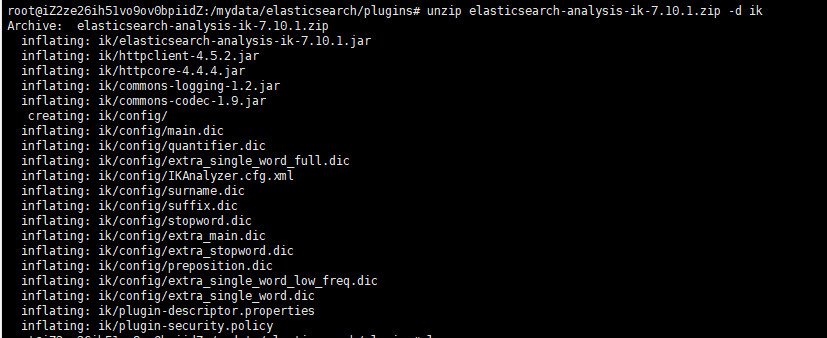 root@iZ2ze26ih51vo9ov0bpiidZ:/mydata/elasticsearch/plugins# unzip elasticsearch-analysis-ik-7.10.1.zip -d ik
Archive:  elasticsearch-analysis-ik-7.10.1.zip
  inflating: ik/elasticsearch-analysis-ik-7.10.1.jar
  inflating: ik/httpclient-4.5.2.jar
  inflating: ik/httpcore-4.4.4.jar
  inflating: ik/commons-logging-1.2.jar
  inflating: ik/commons-codec-1.9.jar
   creating: ik/config/
  inflating: ik/config/main.dic
  inflating: ik/config/quantifier.dic
  inflating: ik/config/extra_single_word_full.dic
  inflating: ik/config/IKAnalyzer.cfg.xml
  inflating: ik/config/surname.dic
  inflating: ik/config/suffix.dic
  inflating: ik/config/stopword.dic
  inflating: ik/config/extra_main.dic
  inflating: ik/config/extra_stopword.dic
  inflating: ik/config/preposition.dic
  inflating: ik/config/extra_single_word_low_freq.dic
  inflating: ik/config/extra_single_word.dic
  inflating: ik/plugin-descriptor.properties
  inflating: ik/plugin-security.policy